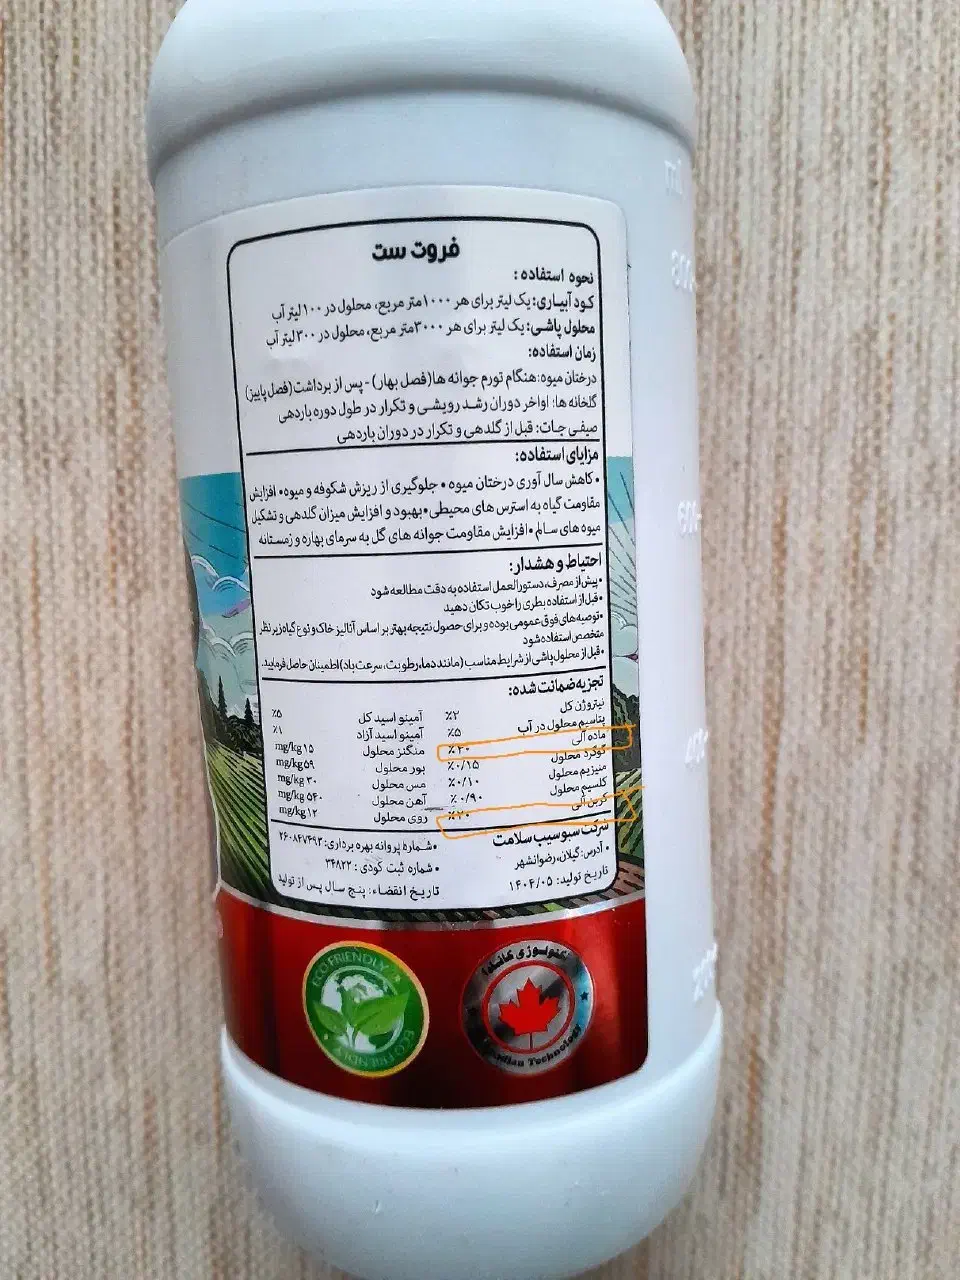 فروت ست
نحوه استفاده :
کود آبیاری: یک لیتر برای هر ۱۰۰۰متر مربع، محلول در ۱۰۰لیتر آب
محلول پاشی: یک لیتر برای هر ۳۰۰۰متر مربع، محلول در ۳۰۰لیتر آب
زمان استفاده:
درختان میوه: هنگام تورم جوانه ها(فصل بهار) - پس از برداشت(فصل پاییز)
گلخانه ها: اواخر دوران رشد رویشی و تکرار در طول دوره باردهی
صیفی جات: قبل از گلدهی و تکرار در دوران باردهی
مزایای استفاده:
• کاهش سال آوری درختان میوه • جلوگیری از ریزش شکوفه و میوه • افزایش
مقاومت گیاه به استرس های محیطی • بهبود و افزایش میزان گلدهی و تشکیل
میوه های سالم • افزایش مقاومت جوانه های گل به سرمای بهاره و زمستانه
احتیاط و هشدار:
•پیش از مصرف، دستورالعمل استفاده به دقت مطالعه شود
•قبل از استفاده بطری را خوب تکان دهید
•توصیه های فوق عمومی بوده و برای حصول نتیجه بهتر بر اساس آنالیز خاک و نوع گیاه زیر نظر
متخصص استفاده شود
•قبل از محلول پاشی از شرایط مناسب (مانند دما، رطوبت، سرعت باد) اطمینان حاصل فرمایید.
تجزیه ضمانت شده:
نیتروژن کل ٪۲
پتاسیم محلول در آب ٪۵
ماده آلی
گوگرد محلول ٪۰/۱۵
منیزیم محلول ٪۰/۱۰
کلسیم محلول ٪۰/۹۰
کربن آلی
آمینو اسید کل ٪۵
آمینو اسید آزاد ٪۱
منگنز محلول ۱۵ mg/kg
بور محلول ۵۹ mg/kg
مس محلول ۳۰ mg/kg
آهن محلول ۵۴۰ mg/kg
روی محلول ۱۲ mg/kg
شرکت سبوسیب سلامت
• آدرس: گیلان، رضوانشهر
تاریخ تولید: ۱۴۰۴/۰۵
•شماره پروانه بهره برداری: ۲۶۰۸۴۷۴۹۳
• شماره ثبت کودی : ۳۴۸۲۲
تاریخ انقضاء: پنج سال پس از تولید
ECO FRIENDLY
ECO FRIENDLY
تکنولوژی کانادا
Canadian Technology